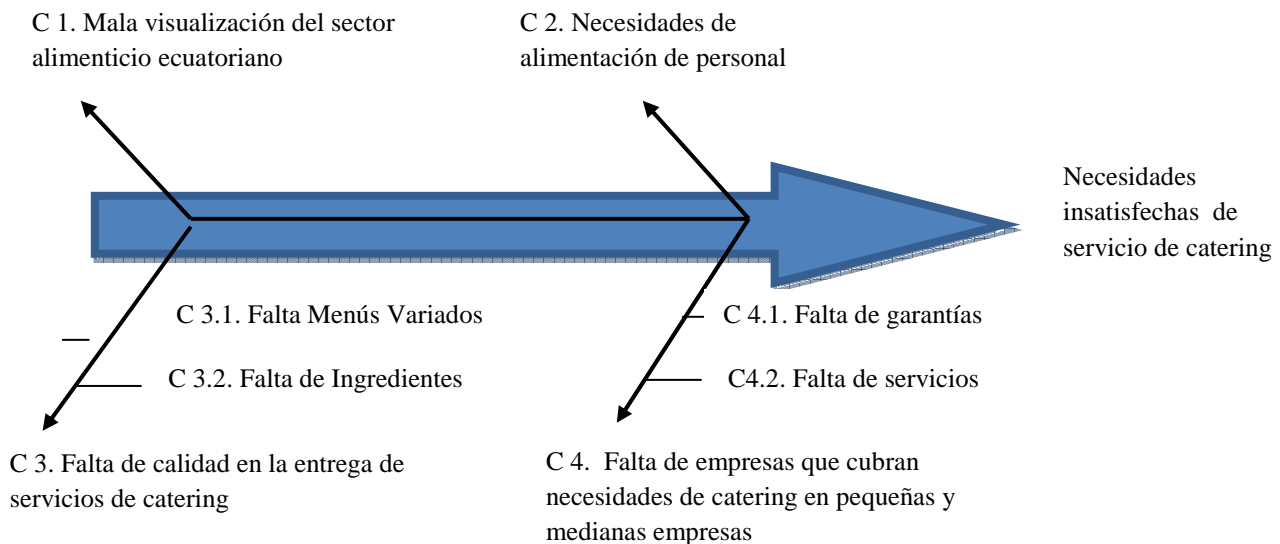 C 1. Mala visualización del sector
alimenticio ecuatoriano
C 2. Necesidades de
alimentación de personal
Necesidades
insatisfechas de
servicio de catering
C 3.1. Falta Menús Variados
C 3.2. Falta de Ingredientes
C 4.1. Falta de garantías
C4.2. Falta de servicios
C 3. Falta de calidad en la entrega de
servicios de catering
C 4. Falta de empresas que cubran
necesidades de catering en pequeñas y
medianas empresas